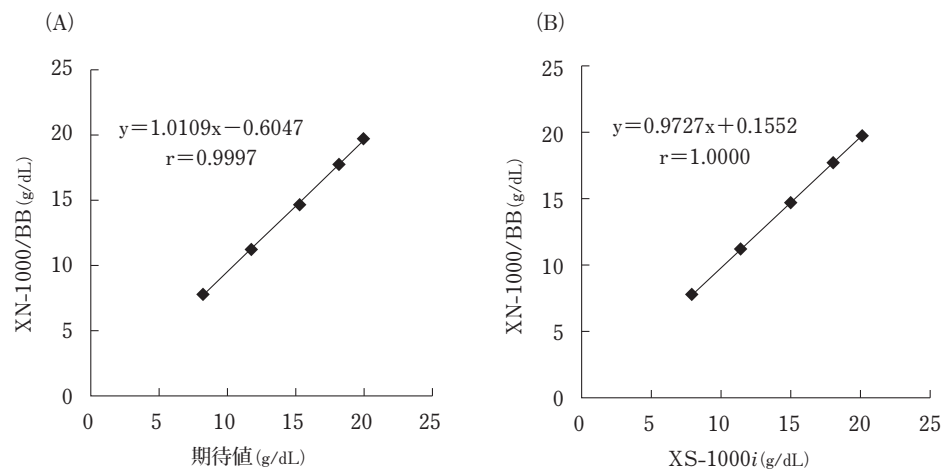 (A)
25
20
15
10
5
0
XN-1000/BB(g/dL)
y=1.0109x−0.6047
r=0.9997
0 5 10 15 20 25
期待値(g/dL)
(B)
25
20
15
10
5
0
XN-1000/BB(g/dL)
y=0.9727x+0.1552
r=1.0000
0 5 10 15 20 25
XS-1000i(g/dL)